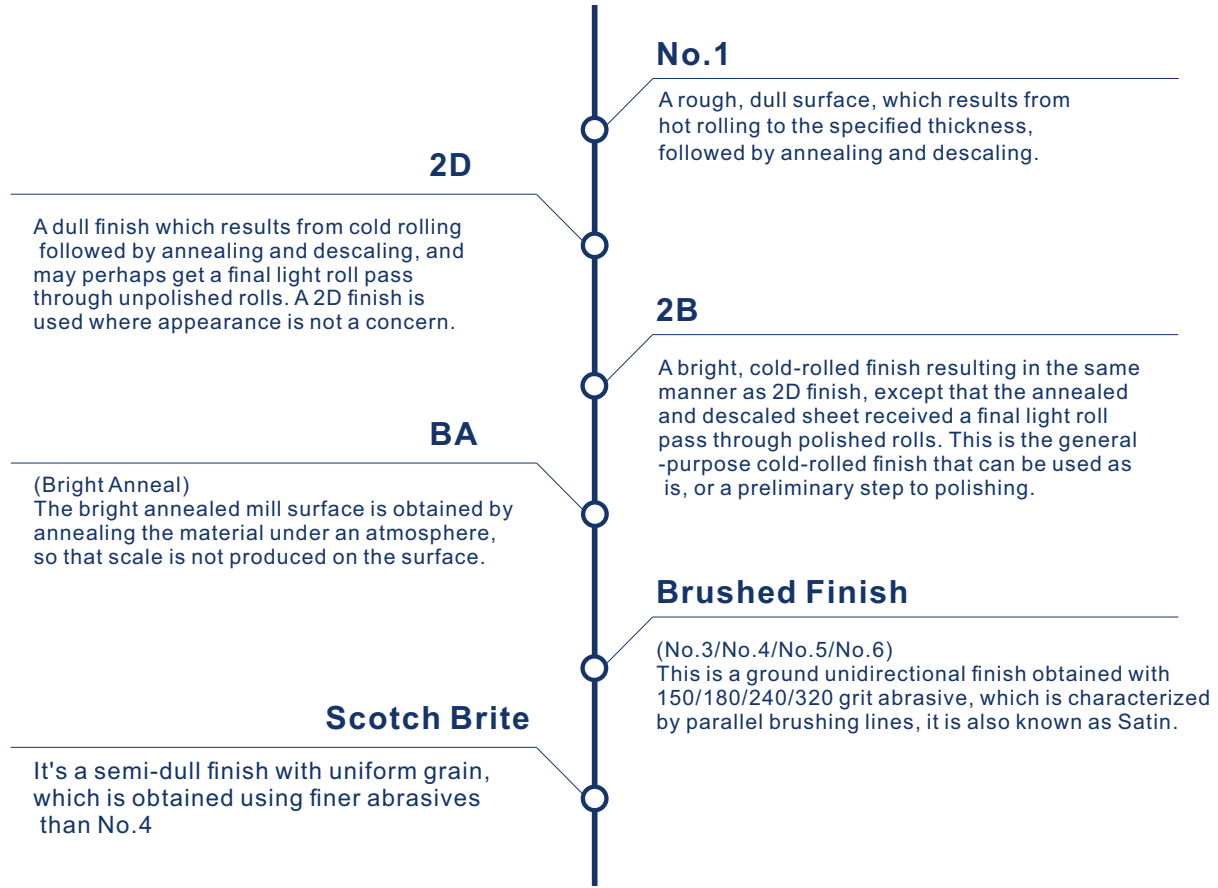 No.1
A rough, dull surface, which results from
hot rolling to the specified thickness,
followed by annealing and descaling.
2D
A dull finish which results from cold rolling
followed by annealing and descaling, and
may perhaps get a final light roll pass
through unpolished rolls. A 2D finish is
used where appearance is not a concern.
2B
A bright, cold-rolled finish resulting in the same
manner as 2D finish, except that the annealed
and descaled sheet received a final light roll
pass through polished rolls. This is the general
-purpose cold-rolled finish that can be used as
is, or a preliminary step to polishing.
BA
(Bright Anneal)
The bright annealed mill surface is obtained by
annealing the material under an atmosphere,
so that scale is not produced on the surface.
Brushed Finish
(No.3/No.4/No.5/No.6)
This is a ground unidirectional finish obtained with
150/180/240/320 grit abrasive, which is characterized
by parallel brushing lines, it is also known as Satin.
Scotch Brite
It's a semi-dull finish with uniform grain,
which is obtained using finer abrasives
than No.4